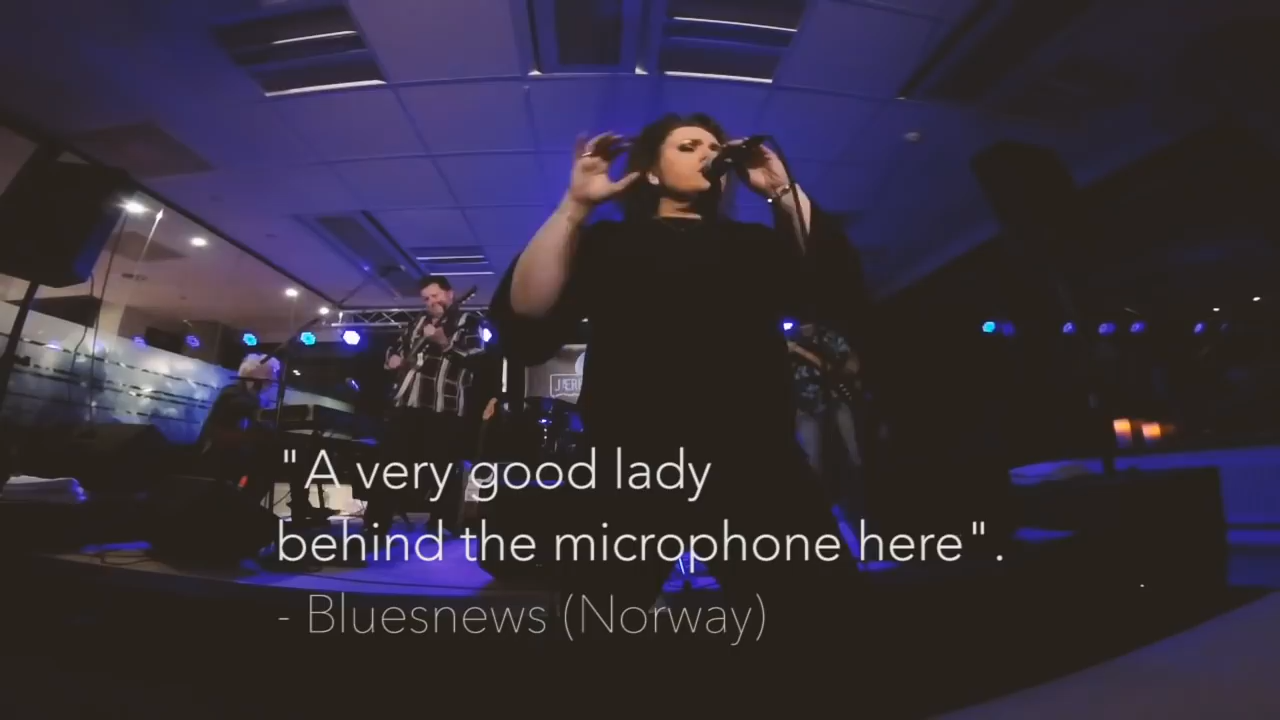 "A very good lady
behind the microphone here".
- Bluesnews (Norway)